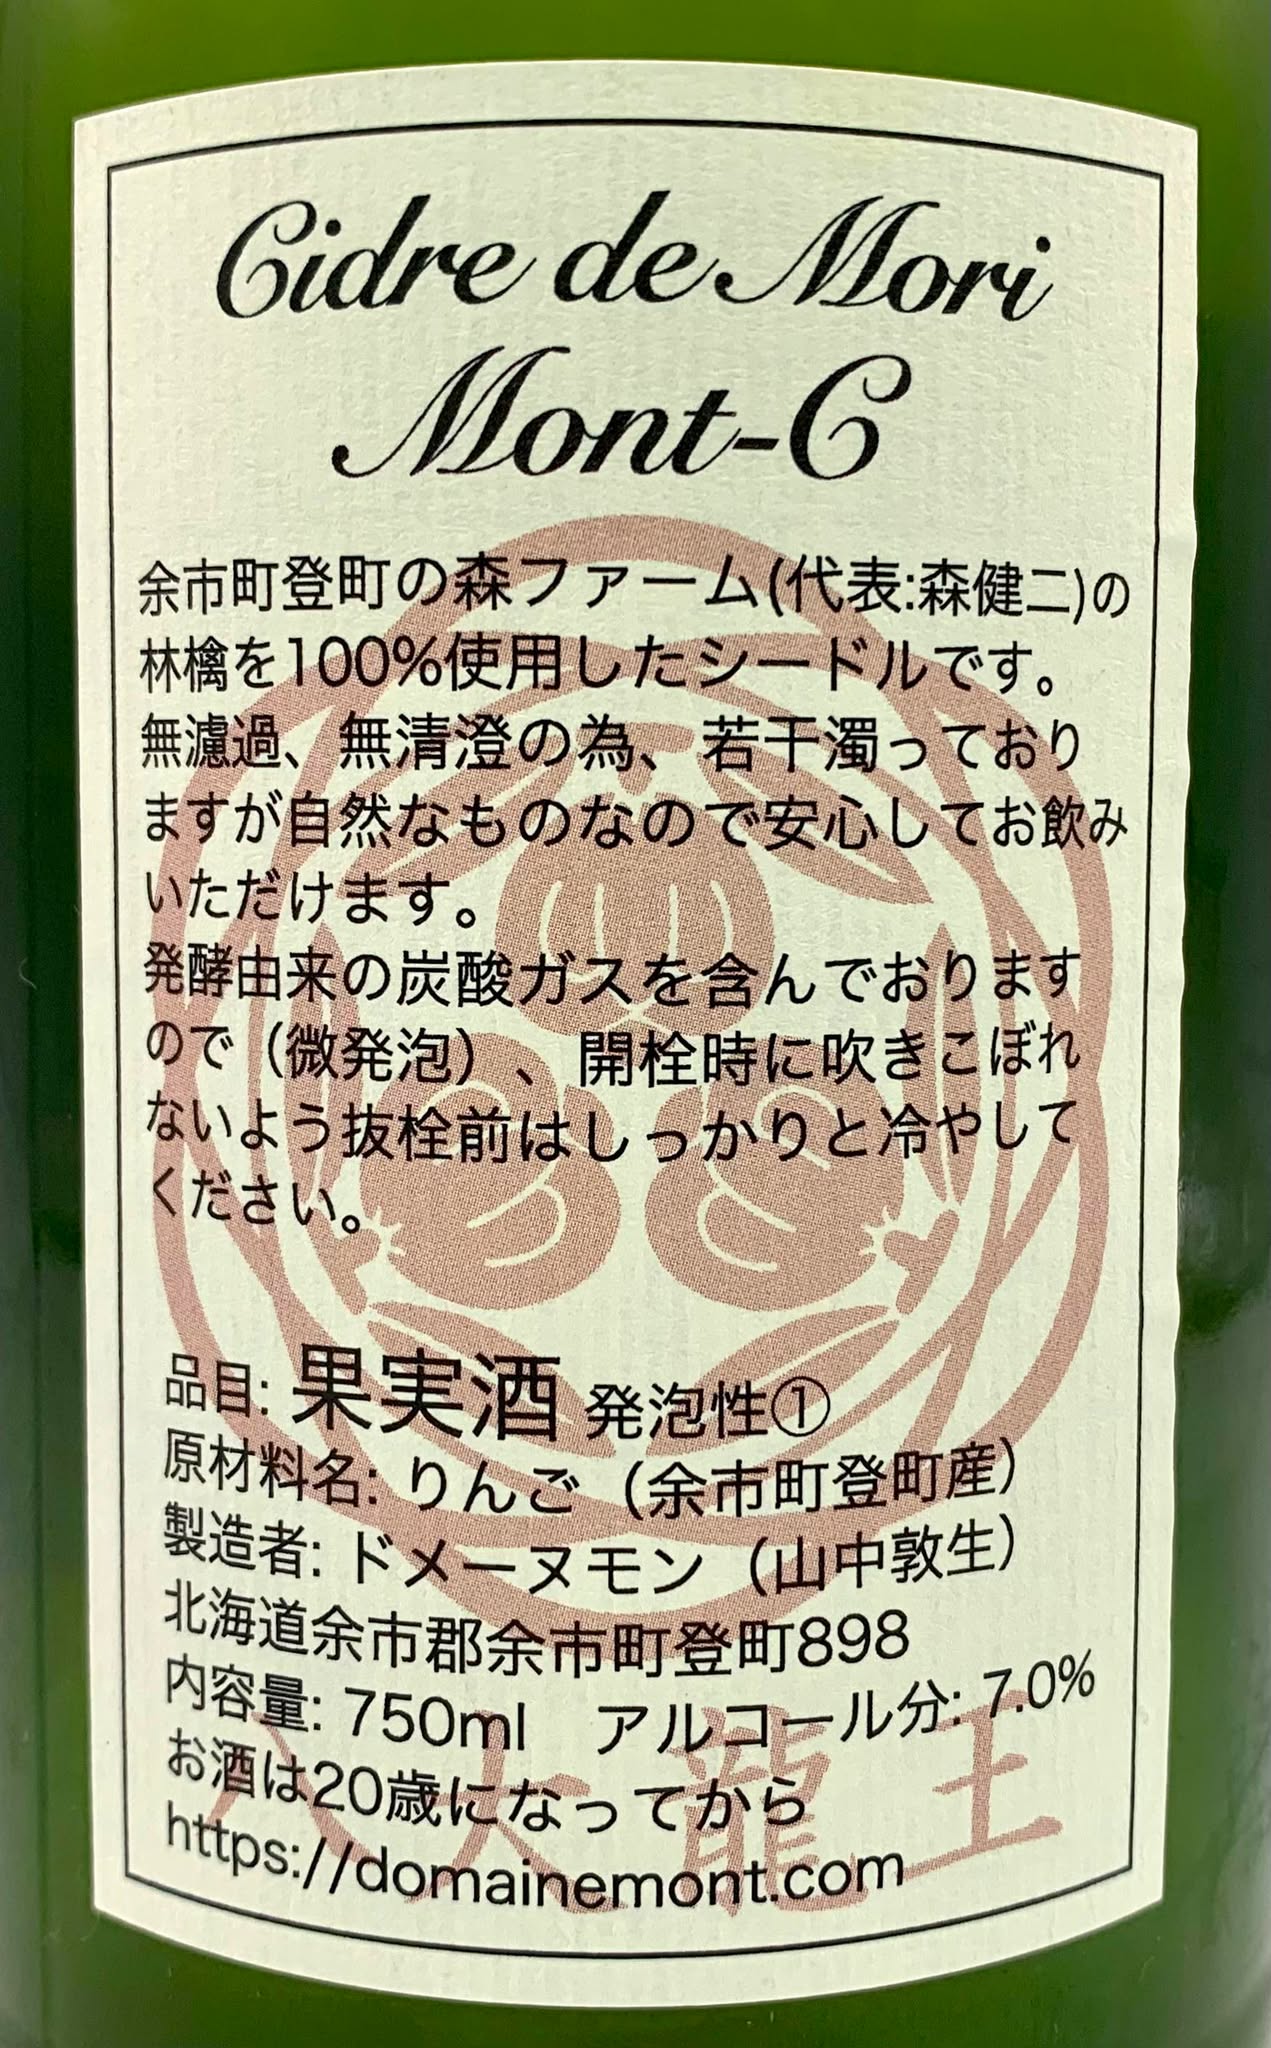 Cidre de Mori
Mont-C
余市町登町の森ファーム(代表:森健二)の
林檎を100%使用したシードルです。
無濾過、無清澄の為、若干濁っており
ますが自然なものなので安心してお飲み
いただけます。
発酵由来の炭酸ガスを含んでおります
ので（微発泡）、開栓時に吹きこぼれ
ないよう抜栓前はしっかりと冷やして
ください。
品目: 果実酒 発泡性①
原材料名: りんご（余市町登町産）
製造者: ドメーヌモン（山中敦生）
北海道余市郡余市町登町898
内容量: 750ml　アルコール分: 7.0%
お酒は20歳になってから
https://domainemont.com
八大龍王